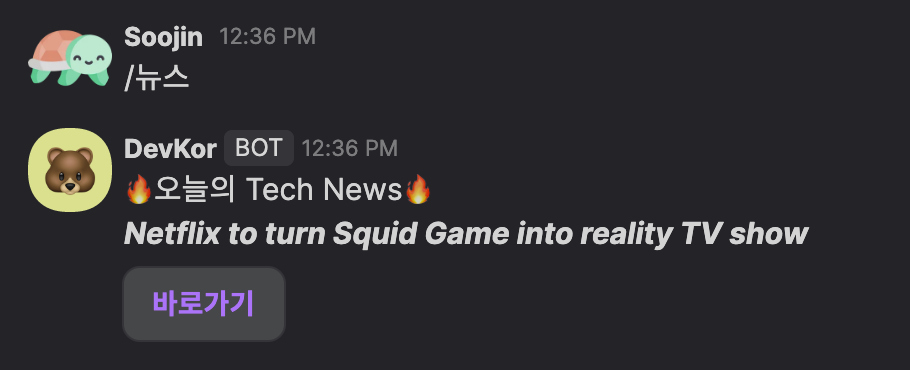 Soojin 12:36 PM
/뉴스
DevKor BOT 12:36 PM
🔥오늘의 Tech News🔥
Netflix to turn Squid Game into reality TV show
바로가기